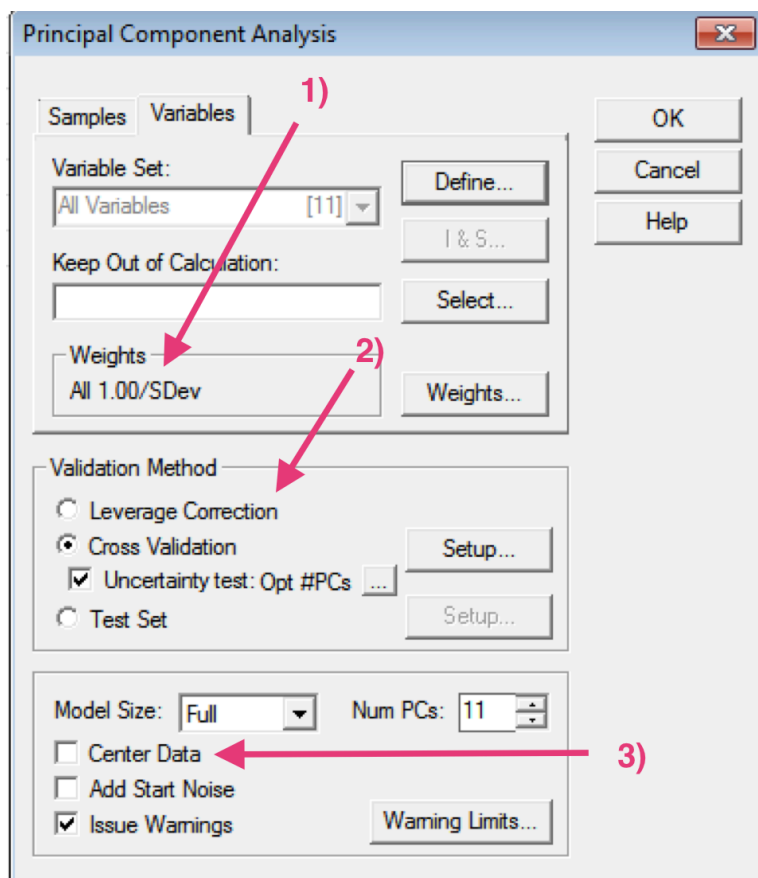 Principal Component Analysis
1)
Samples Variables
OK
Variable Set:
Define...
Cancel
All Variables [11]
I & S...
Help
Keep Out of Calculation:
Select...
Weights
2)
All 1.00/SDev
Weights...
Validation Method
Leverage Correction
Cross Validation
Setup...
Uncertainty test: Opt #PCs ...
Test Set
Setup...
Model Size: Full Num PCs: 11
Center Data
3)
Add Start Noise
Issue Warnings
Warning Limits...